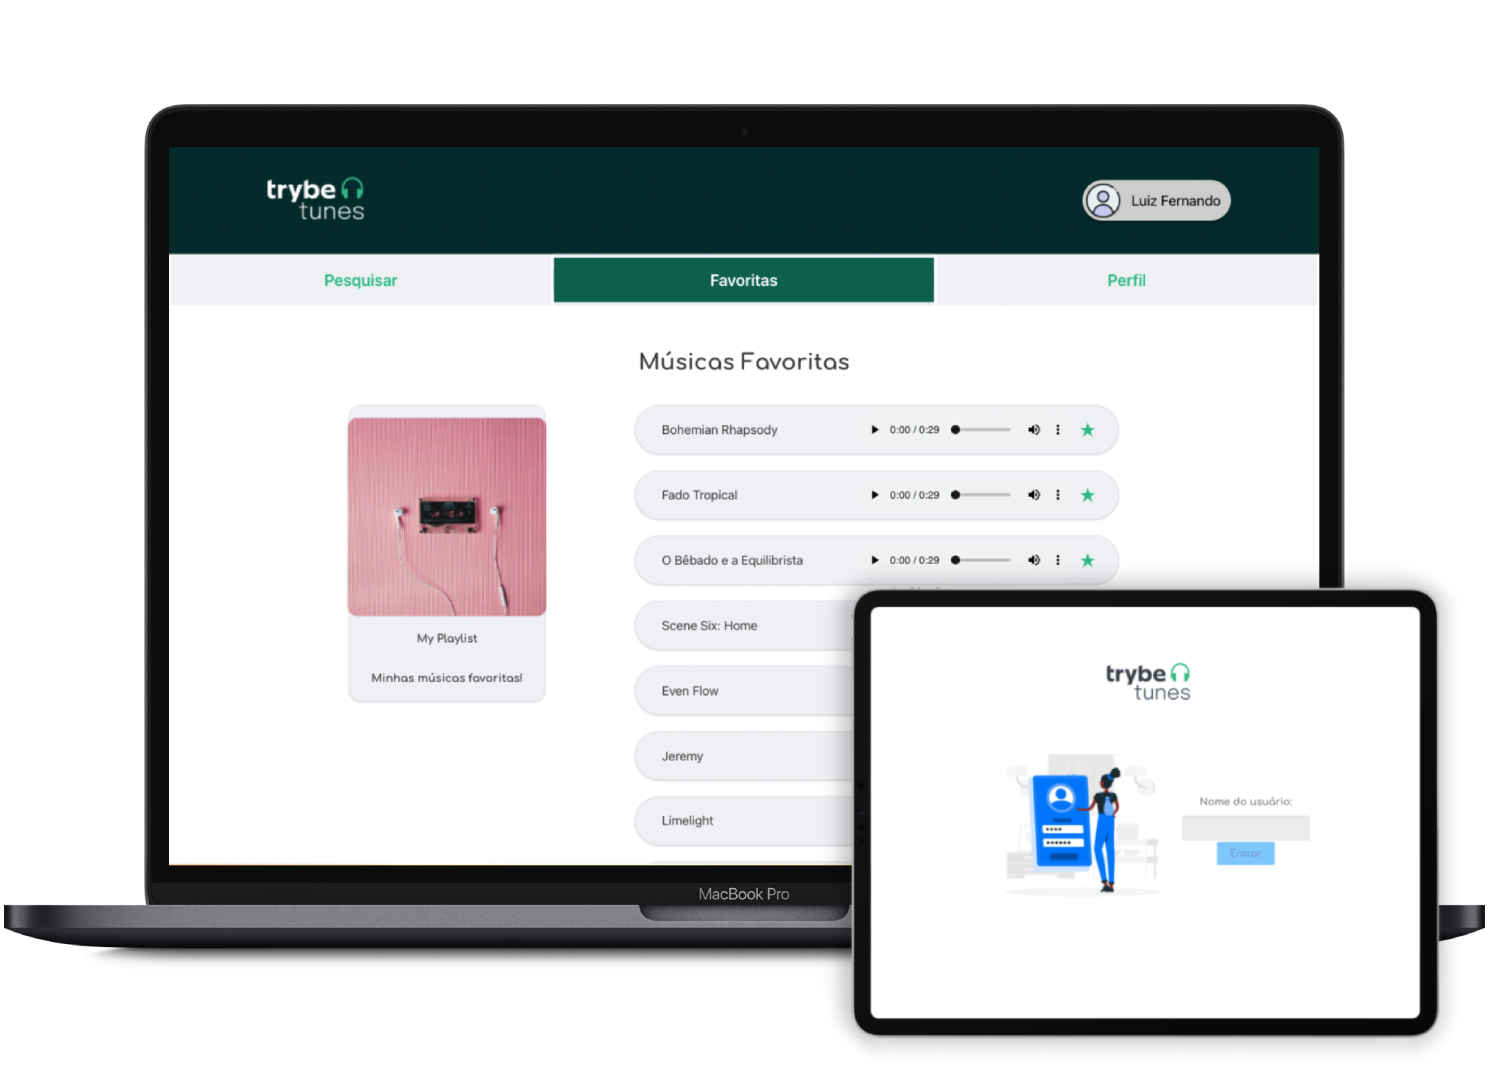 trybe
tunes
Luiz Fernando
Pesquisar
Favoritas
Perfil
Músicas Favoritas
Bohemian Rhapsody
0:00 / 0:29
Fado Tropical
0:00 / 0:29
O Bêbado e a Equilibrista
0:00 / 0:29
Scene Six: Home
Even Flow
Jeremy
Limelight
My Playlist
Minhas músicas favoritas!
MacBook Pro
trybe
tunes
Nome do usuário:
Entrar